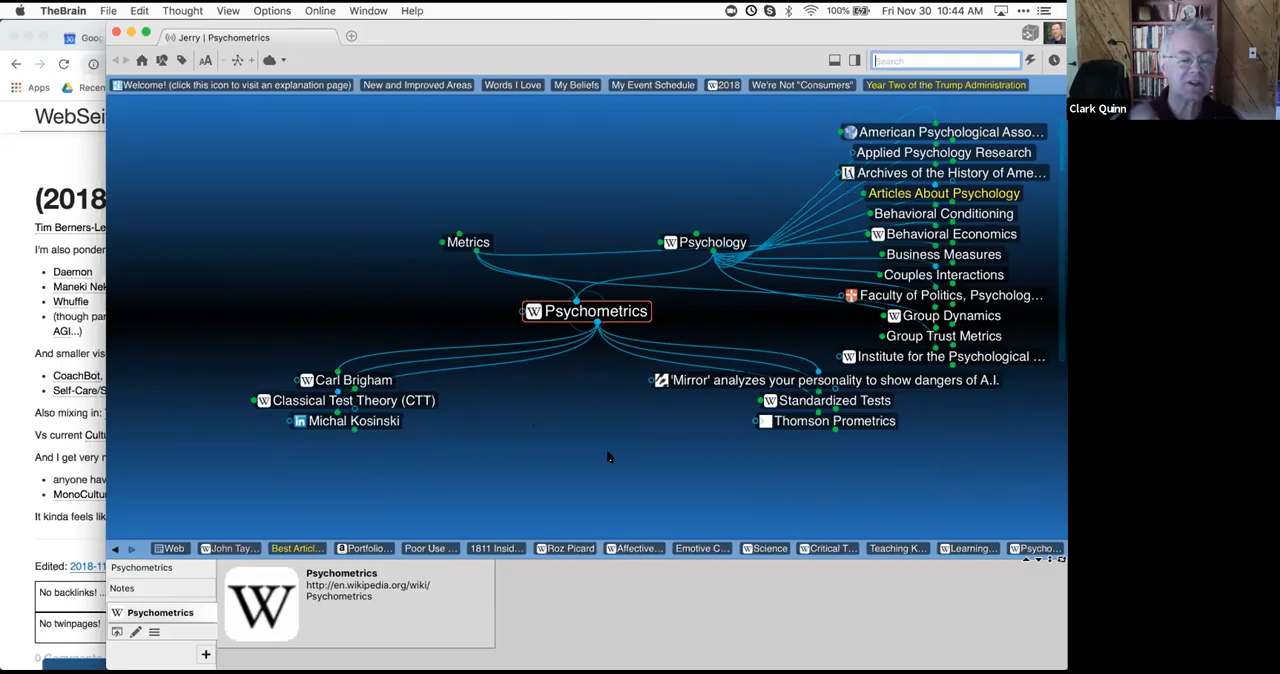 TheBrain File Edit Thought View Options Online Window Help 100% Fri Nov 30 10:44 AM
Goo
Jerry | Psychometrics
Apps
Search
WebSei
Welcome! (click this icon to visit an explanation page) New and Improved Areas Words I Love My Beliefs My Event Schedule 2018 We're Not "Consumers" Year Two of the Trump Administration
Clark Quinn
(2018
Tim Berners-Le
I'm also ponder
Daemon
Maneki Nek
Whuffie
(though par
AGI...)
And smaller vis
CoachBot,
Self-Care/S
Also mixing in:
Vs current Cultu
And I get very r
anyone hav
MonoCultu
It kinda feels lik
Edited: 2018-11
No backlinks! ..
No twinpages!
American Psychological Asso...
Applied Psychology Research
Archives of the History of Ame...
Articles About Psychology
Behavioral Conditioning
Behavioral Economics
Business Measures
Couples Interactions
Faculty of Politics, Psycholog...
Group Dynamics
Group Trust Metrics
Institute for the Psychological ...
Metrics
Psychology
Psychometrics
Carl Brigham
Classical Test Theory (CTT)
Michal Kosinski
'Mirror' analyzes your personality to show dangers of A.I.
Standardized Tests
Thomson Prometrics
Web John Tay... Best Articl... Portfolio... Poor Use ... 1811 Insid... Roz Picard Affective... Emotive C... Science Critical T... Teaching K... Learning... Psycho...
Psychometrics
Notes
Psychometrics
Psychometrics
http://en.wikipedia.org/wiki/
Psychometrics